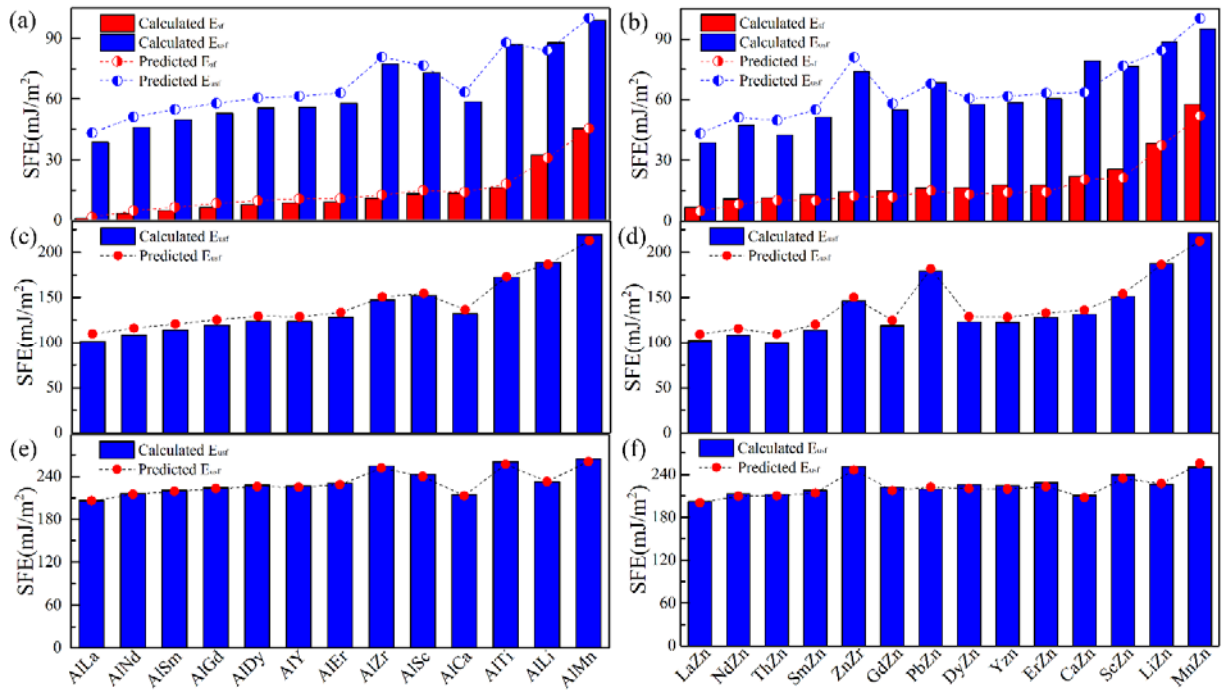 (a)
Calculated Esf
Calculated Eusf
Predicted Esf
Predicted Eusf
SFE(mJ/m²)
90
60
30
0
(b)
Calculated Esf
Calculated Eusf
Predicted Esf
Predicted Eusf
SFE(mJ/m²)
90
60
30
0
(c)
Calculated Eusf
Predicted Eusf
SFE(mJ/m²)
200
150
100
50
0
(d)
Calculated Eusf
Predicted Eusf
SFE(mJ/m²)
200
150
100
50
0
(e)
Calculated Eusf
Predicted Eusf
SFE(mJ/m²)
240
180
120
60
0
AlLa
AlNd
AlSm
AlGd
AlDy
AlY
AlEr
AlZr
AlSc
AlCa
AlTi
AlLi
AlMn
(f)
Calculated Eusf
Predicted Eusf
SFE(mJ/m²)
240
180
120
60
0
LaZn
NdZn
ThZn
SmZn
ZnZr
GdZn
PbZn
DyZn
Yzn
ErZn
CaZn
ScZn
LiZn
MnZn